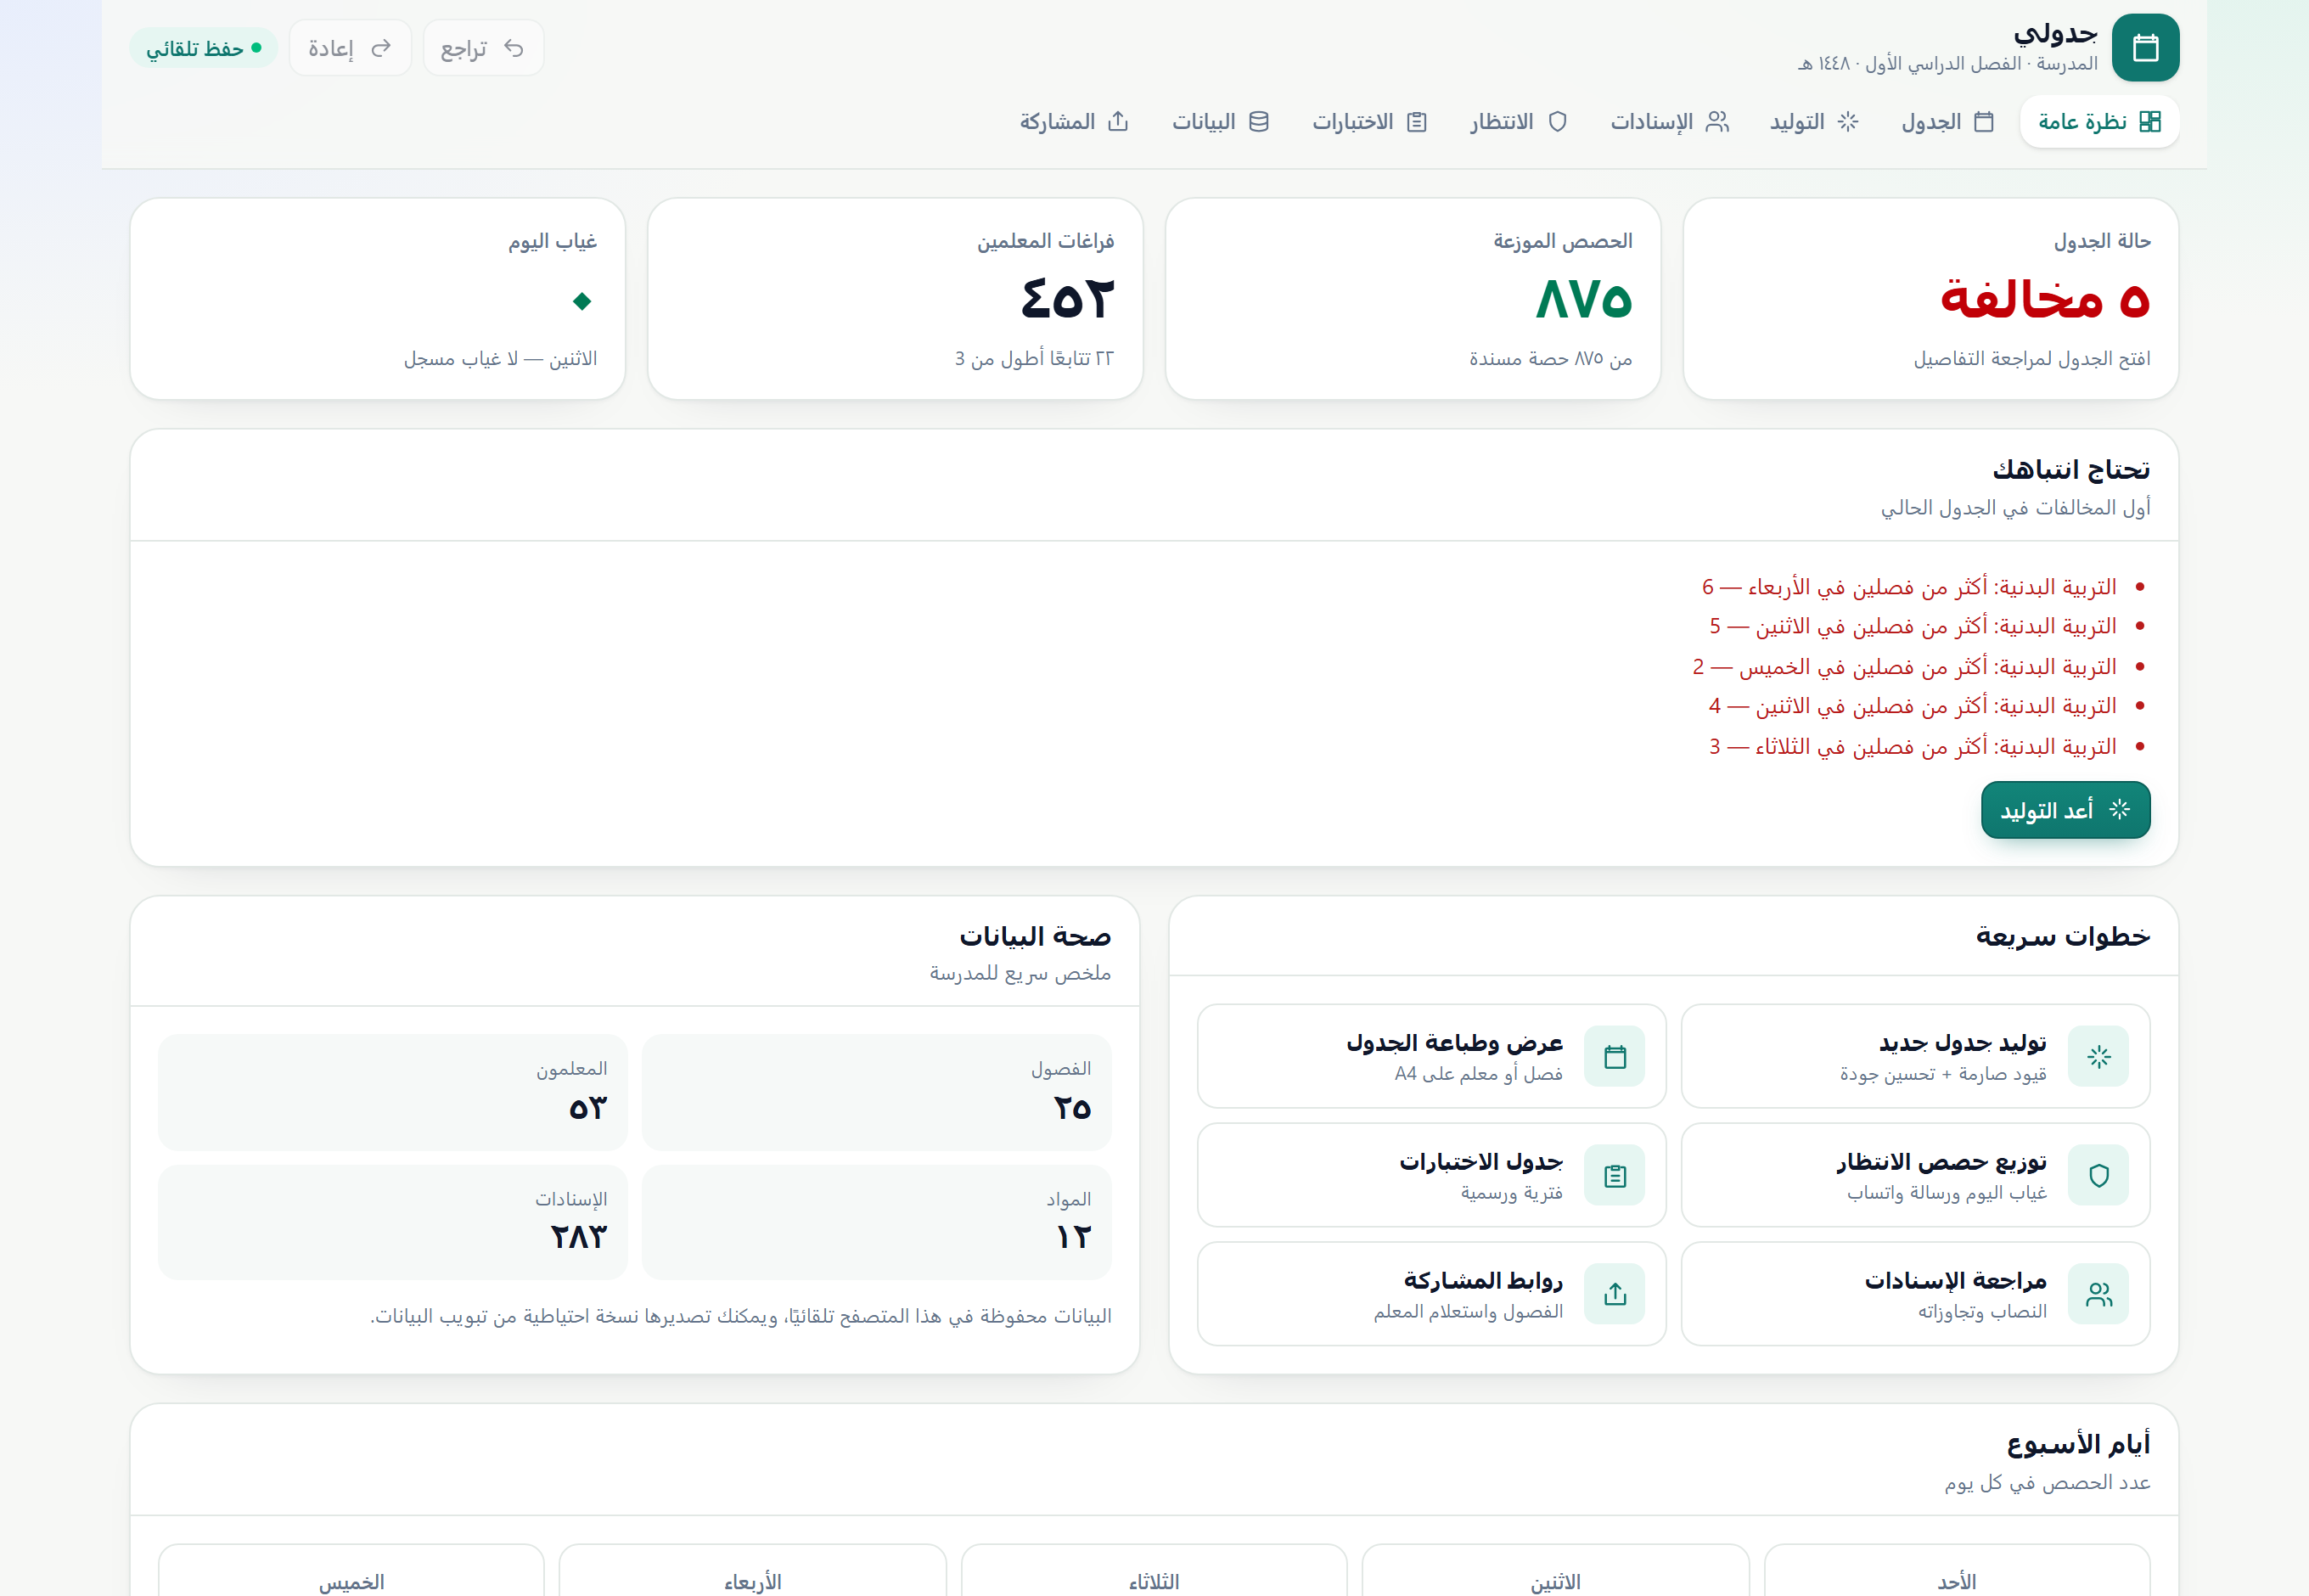 جدولي
المدرسة · الفصل الدراسي الأول · ١٤٤٨ هـ
تراجع
إعادة
حفظ تلقائي
نظرة عامة
الجدول
التوليد
الإسنادات
الانتظار
الاختبارات
البيانات
المشاركة
حالة الجدول
٥ مخالفة
افتح الجدول لمراجعة التفاصيل
الحصص الموزعة
٨٧٥
من ٨٧٥ حصة مسندة
فراغات المعلمين
٤٥٢
٢٢ تتابعًا أطول من 3
غياب اليوم
٠
الاثنين — لا غياب مسجل
تحتاج انتباهك
أول المخالفات في الجدول الحالي
التربية البدنية: أكثر من فصلين في الأربعاء — 6
التربية البدنية: أكثر من فصلين في الاثنين — 5
التربية البدنية: أكثر من فصلين في الخميس — 2
التربية البدنية: أكثر من فصلين في الاثنين — 4
التربية البدنية: أكثر من فصلين في الثلاثاء — 3
أعد التوليد
خطوات سريعة
توليد جدول جديد
قيود صارمة + تحسين جودة
عرض وطباعة الجدول
فصل أو معلم على A4
توزيع حصص الانتظار
غياب اليوم ورسالة واتساب
جدول الاختبارات
فترية ورسمية
مراجعة الإسنادات
النصاب وتجاوزاته
روابط المشاركة
الفصول واستعلام المعلم
صحة البيانات
ملخص سريع للمدرسة
الفصول
٢٥
المعلمون
٥٣
المواد
١٢
الإسنادات
٢٨٣
البيانات محفوظة في هذا المتصفح تلقائيًا، ويمكنك تصديرها نسخة احتياطية من تبويب البيانات.
أيام الأسبوع
عدد الحصص في كل يوم
الأحد
الاثنين
الثلاثاء
الأربعاء
الخميس